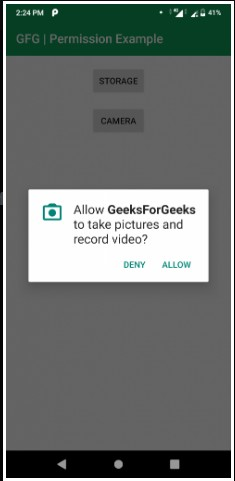 2:24 PM
41%
GFG | Permission Example
STORAGE
CAMERA
Allow GeeksForGeeks
to take pictures and
record video?
DENY ALLOW